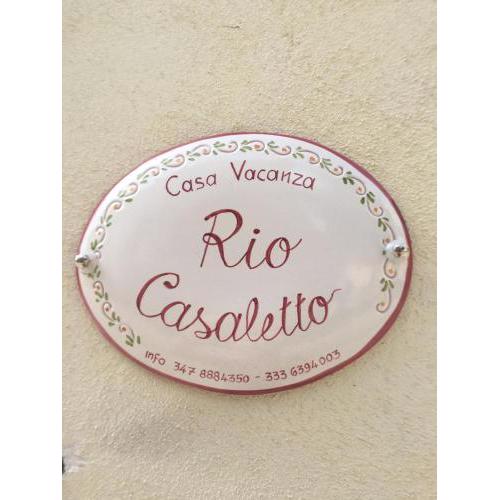 Casa Vacanza
Rio
Casaletto
info 347 8884350 - 333 6394003